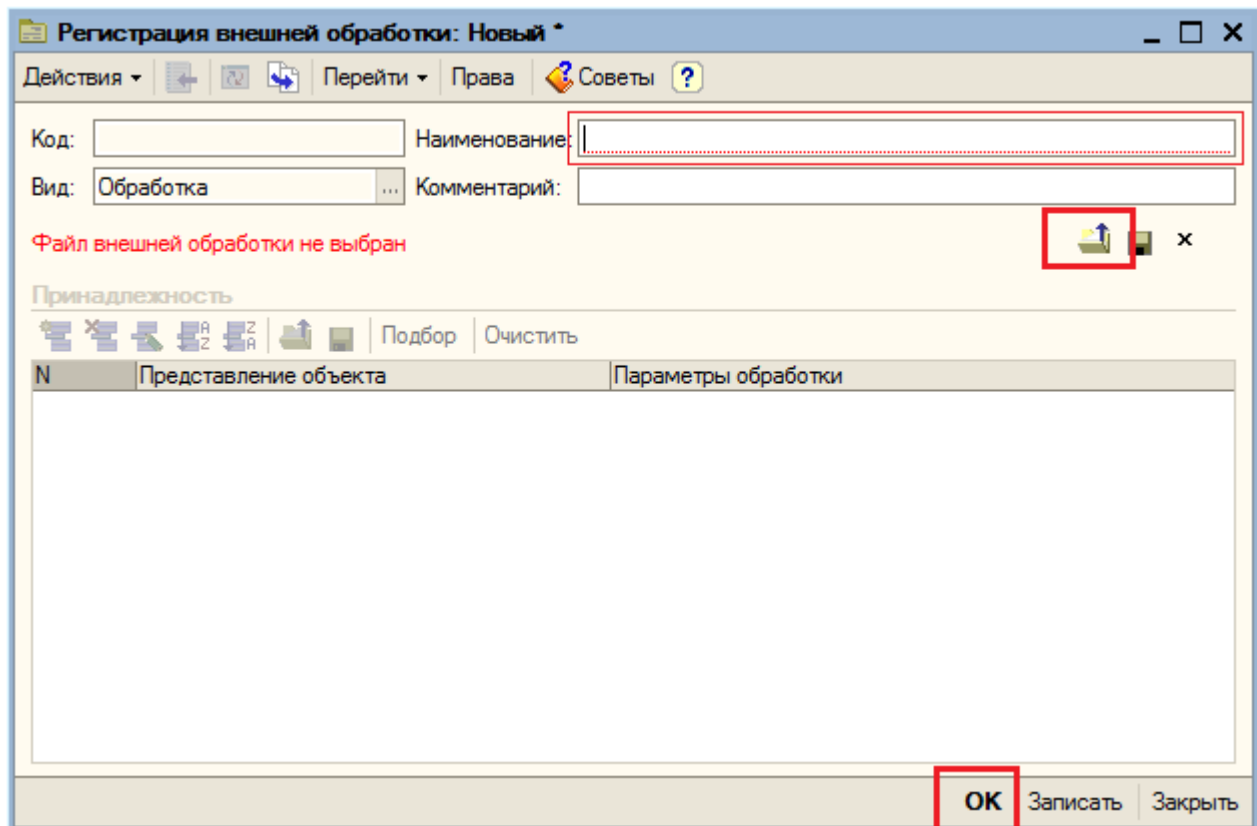 Регистрация внешней обработки: Новый *
Действия Перейти Права Советы ?
Код: Наименование:
Вид: Обработка ... Комментарий:
Файл внешней обработки не выбран
Принадлежность
Подбор Очистить
N Представление объекта Параметры обработки
OK Записать Закрыть